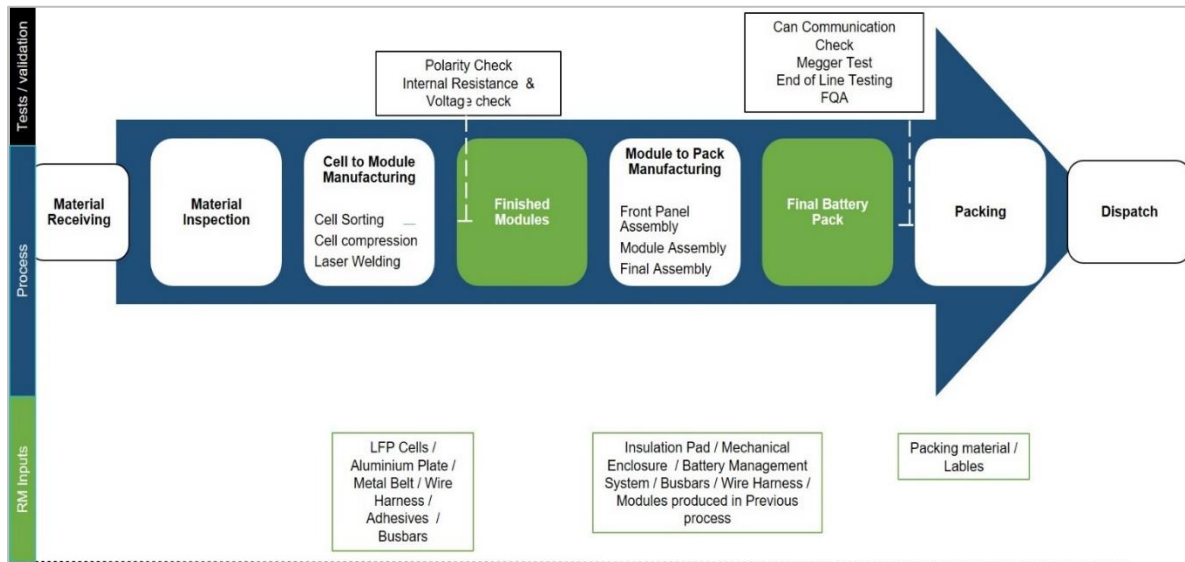 Tests / validation
Polarity Check
Internal Resistance &
Voltage check
Can Communication
Check
Megger Test
End of Line Testing
FQA
Process
Material
Receiving
Material
Inspection
Cell to Module
Manufacturing
Cell Sorting
Cell compression
Laser Welding
Finished
Modules
Module to Pack
Manufacturing
Front Panel
Assembly
Module Assembly
Final Assembly
Final Battery
Pack
Packing
Dispatch
RM Inputs
LFP Cells /
Aluminium Plate /
Metal Belt / Wire
Harness /
Adhesives /
Busbars
Insulation Pad / Mechanical
Enclosure / Battery Management
System / Busbars / Wire Harness /
Modules produced in Previous
process
Packing material /
Lables